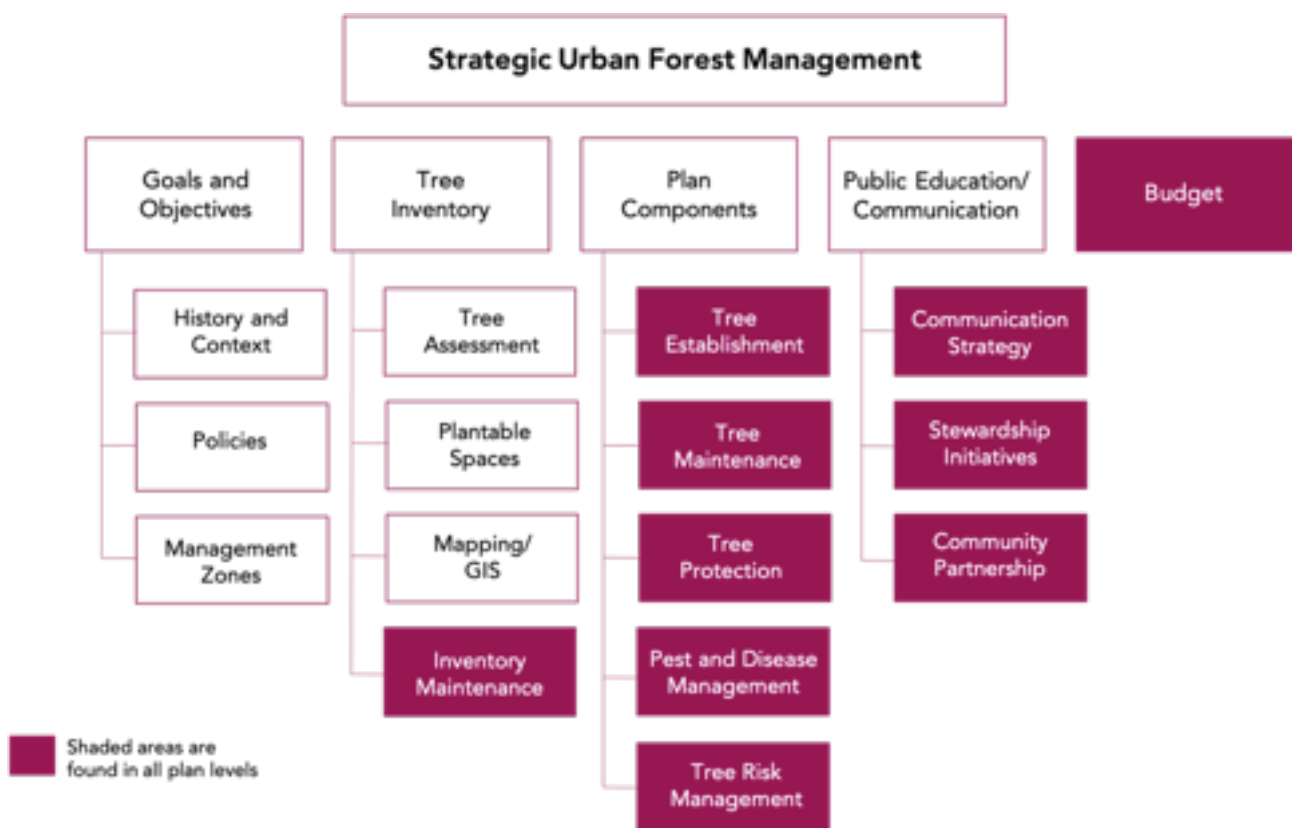 Strategic Urban Forest Management
Goals and
Objectives
History and
Context
Policies
Management
Zones
Tree
Inventory
Tree
Assessment
Plantable
Spaces
Mapping/
GIS
Inventory
Maintenance
Plan
Components
Tree
Establishment
Tree
Maintenance
Tree
Protection
Pest and Disease
Management
Tree Risk
Management
Public Education/
Communication
Communication
Strategy
Stewardship
Initiatives
Community
Partnership
Budget
Shaded areas are
found in all plan levels